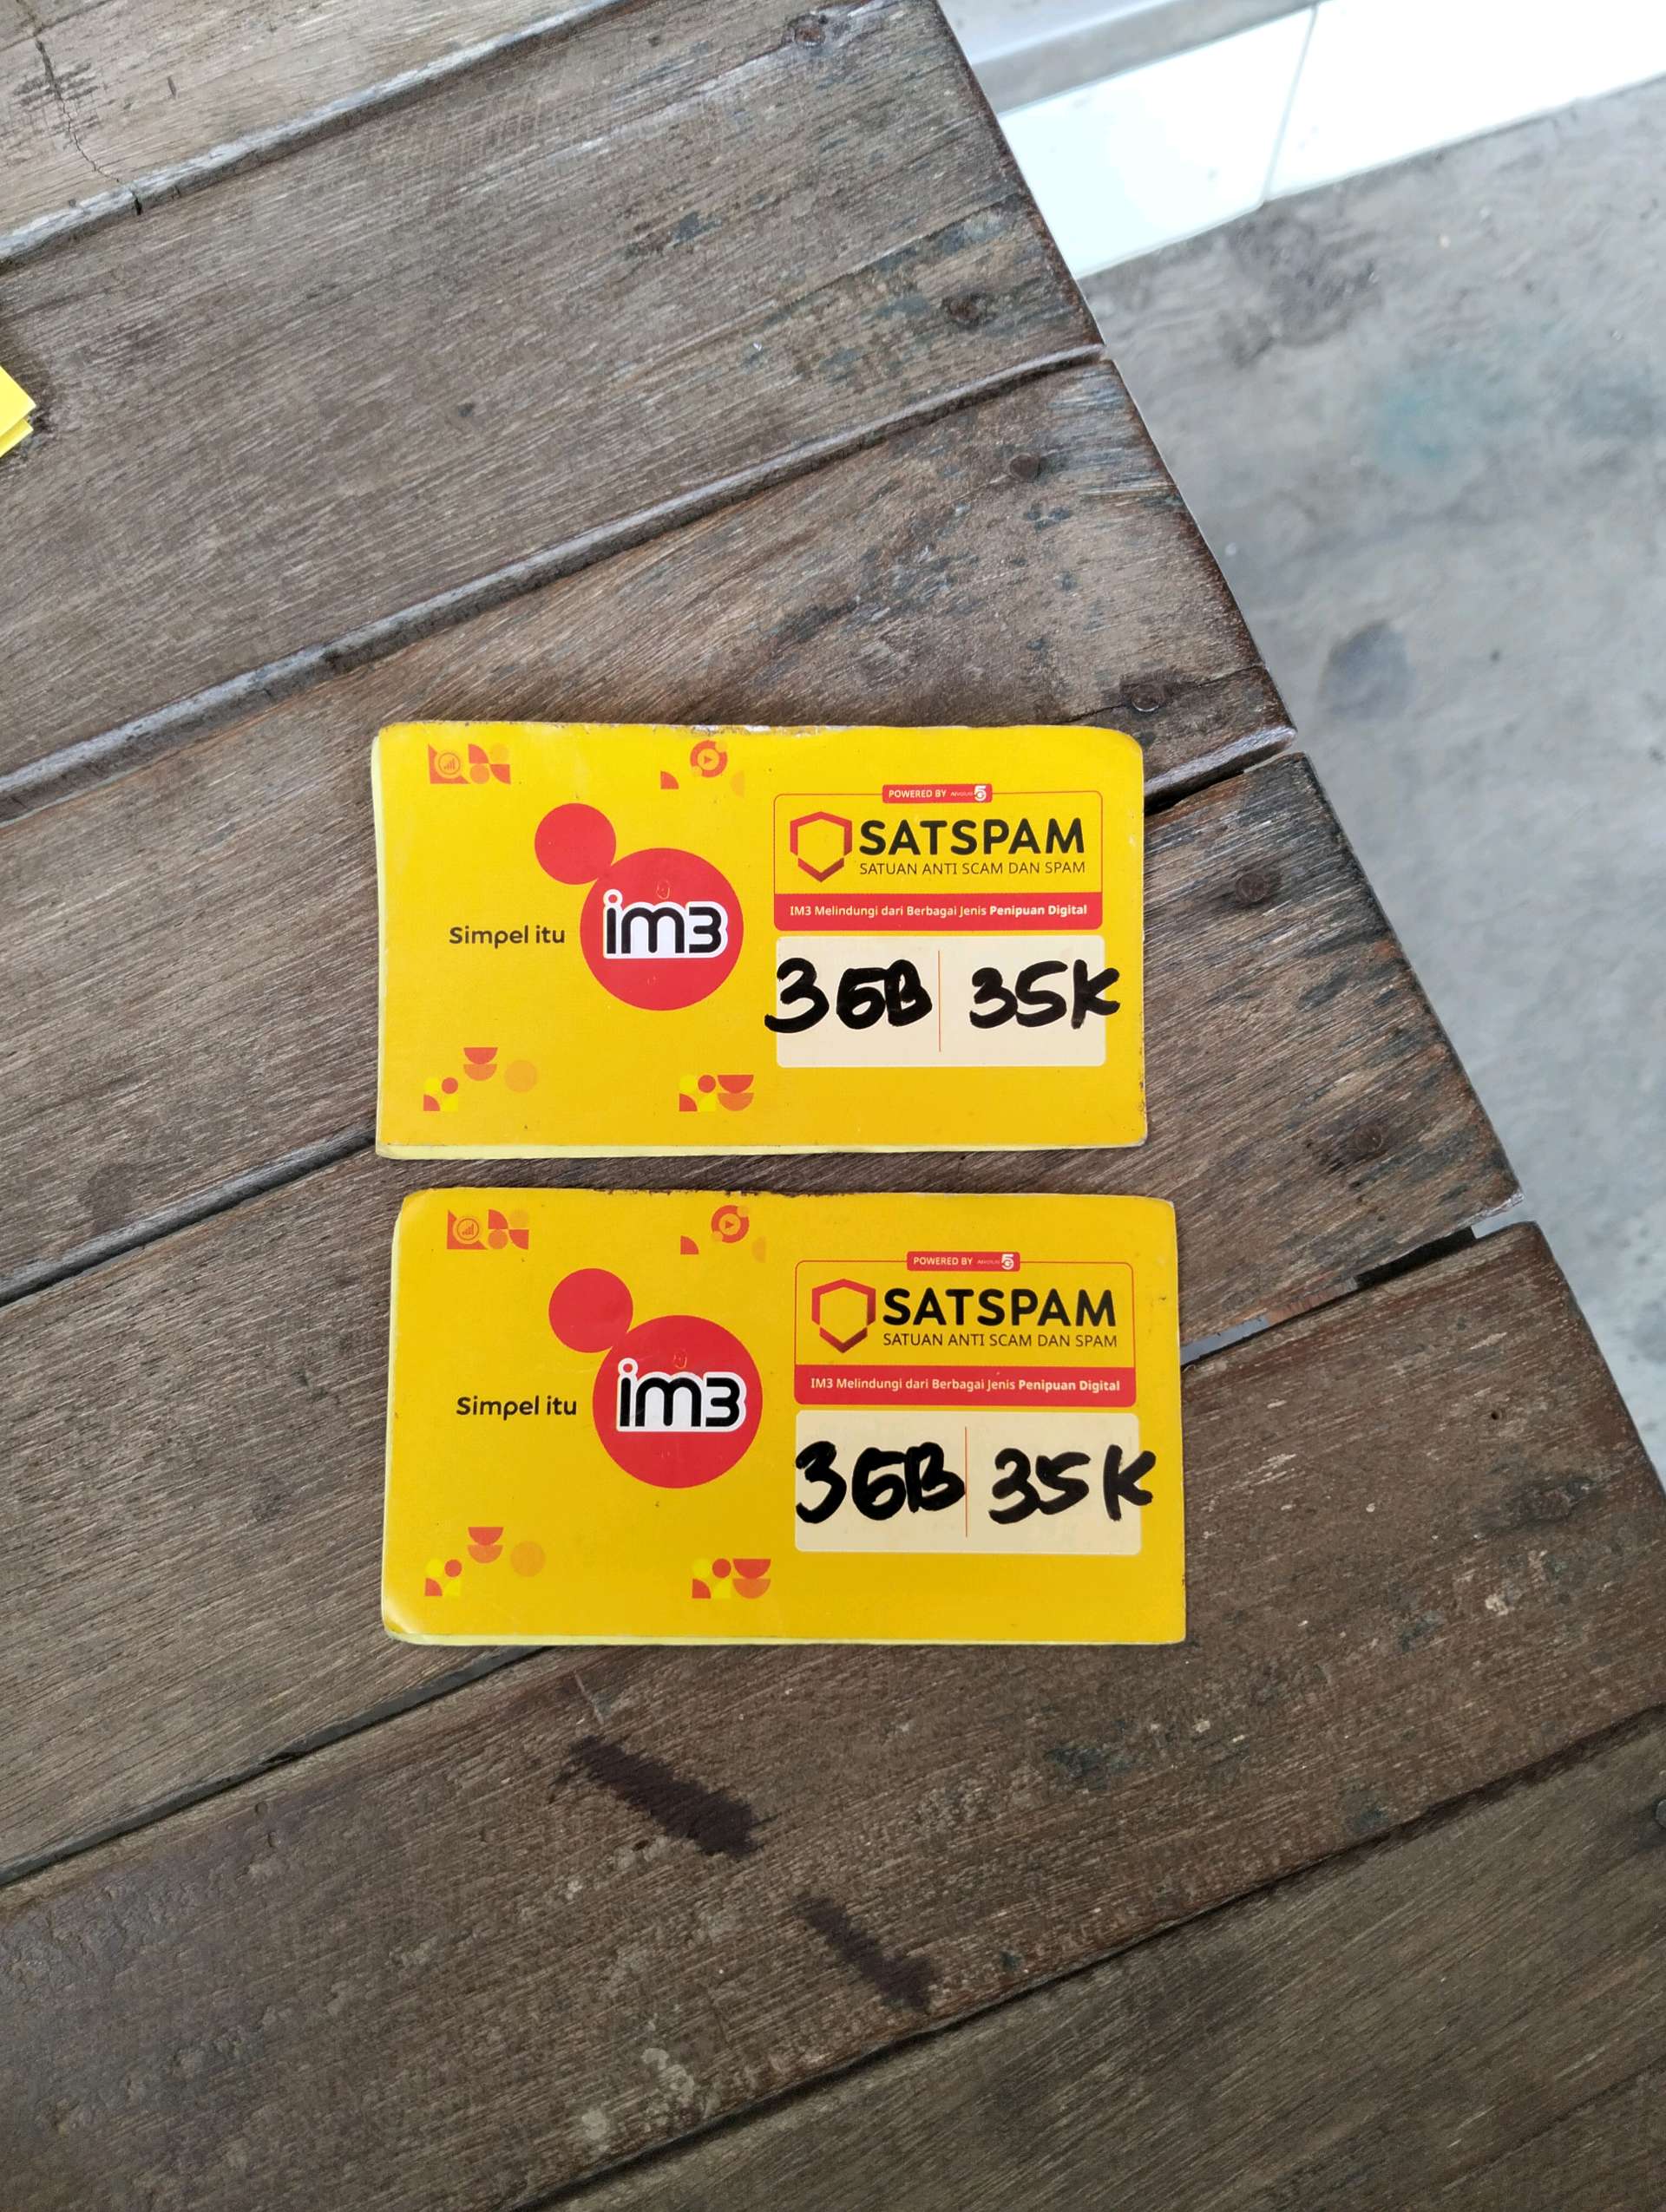 POWERED BY
5G
SATSPAM
SATUAN ANTI SCAM DAN SPAM
IM3 Melindungi dari Berbagai Jenis Penipuan Digital
Simpel itu im3
3GB 35K
POWERED BY
5G
SATSPAM
SATUAN ANTI SCAM DAN SPAM
IM3 Melindungi dari Berbagai Jenis Penipuan Digital
Simpel itu im3
3GB 35K